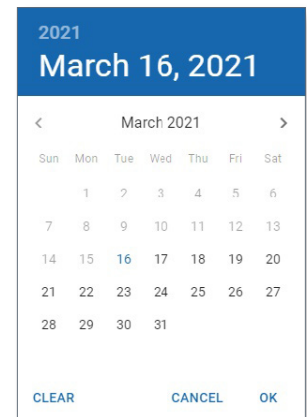 2021
March 16, 2021
< March 2021 >
Sun Mon Tue Wed Thu Fri Sat
1 2 3 4 5 6
7 8 9 10 11 12 13
14 15 16 17 18 19 20
21 22 23 24 25 26 27
28 29 30 31
CLEAR CANCEL OK